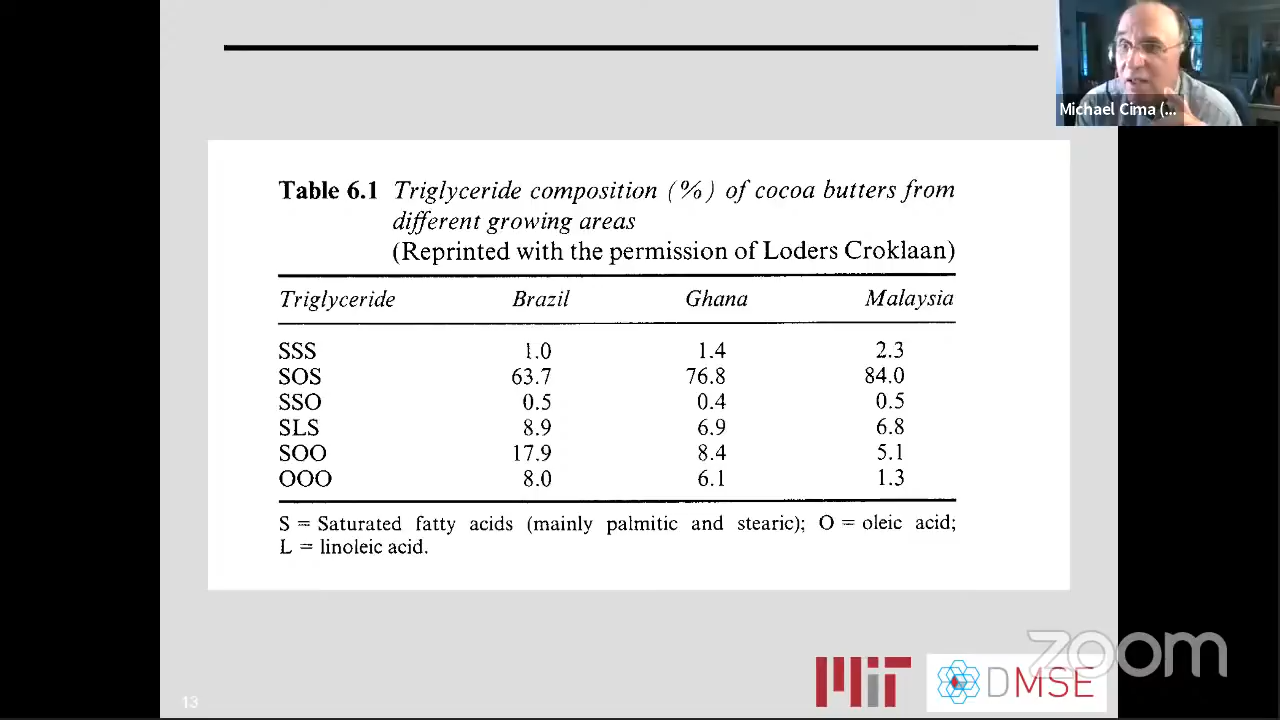 Michael Cima (...
Table 6.1 Triglyceride composition (%) of cocoa butters from
different growing areas
(Reprinted with the permission of Loders Croklaan)
Triglyceride Brazil Ghana Malaysia
SSS 1.0 1.4 2.3
SOS 63.7 76.8 84.0
SSO 0.5 0.4 0.5
SLS 8.9 6.9 6.8
SOO 17.9 8.4 5.1
OOO 8.0 6.1 1.3
S = Saturated fatty acids (mainly palmitic and stearic); O = oleic acid;
L = linoleic acid.
zoom
MIT DMSE
13